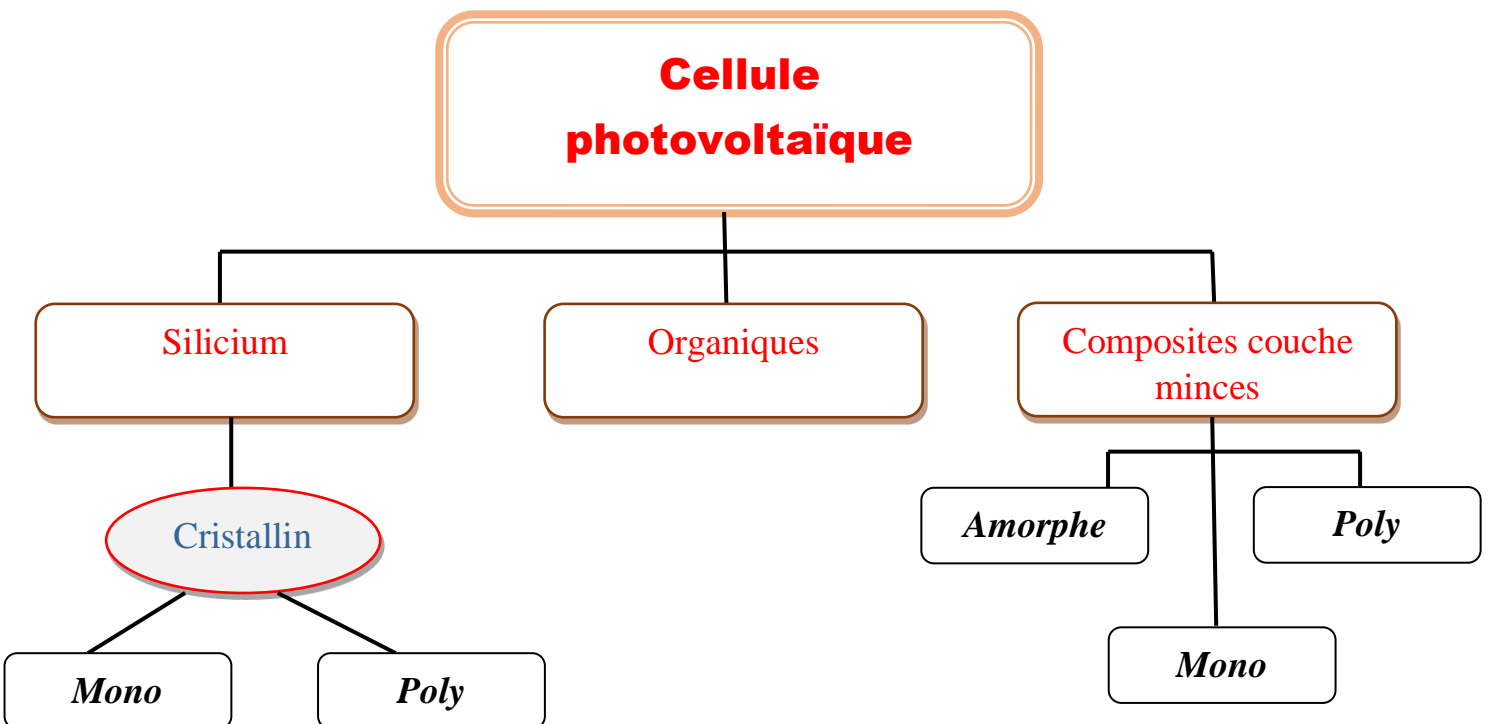 Cellule
photovoltaïque
Silicium
Organiques
Composites couche
minces
Cristallin
Amorphe
Poly
Mono
Poly
Mono